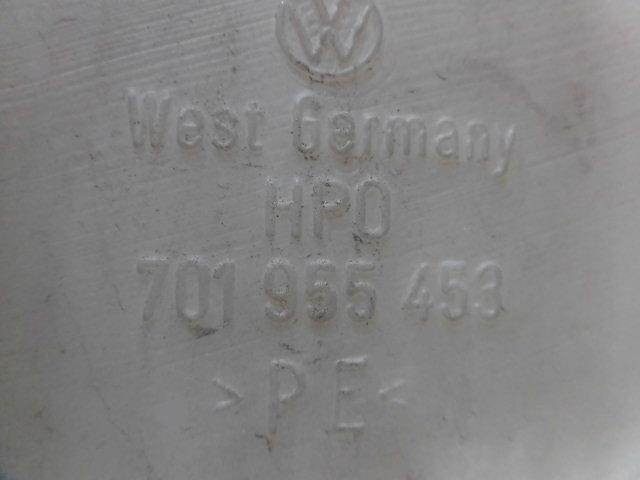 West Germany
HPO
701 955 453
>PE<